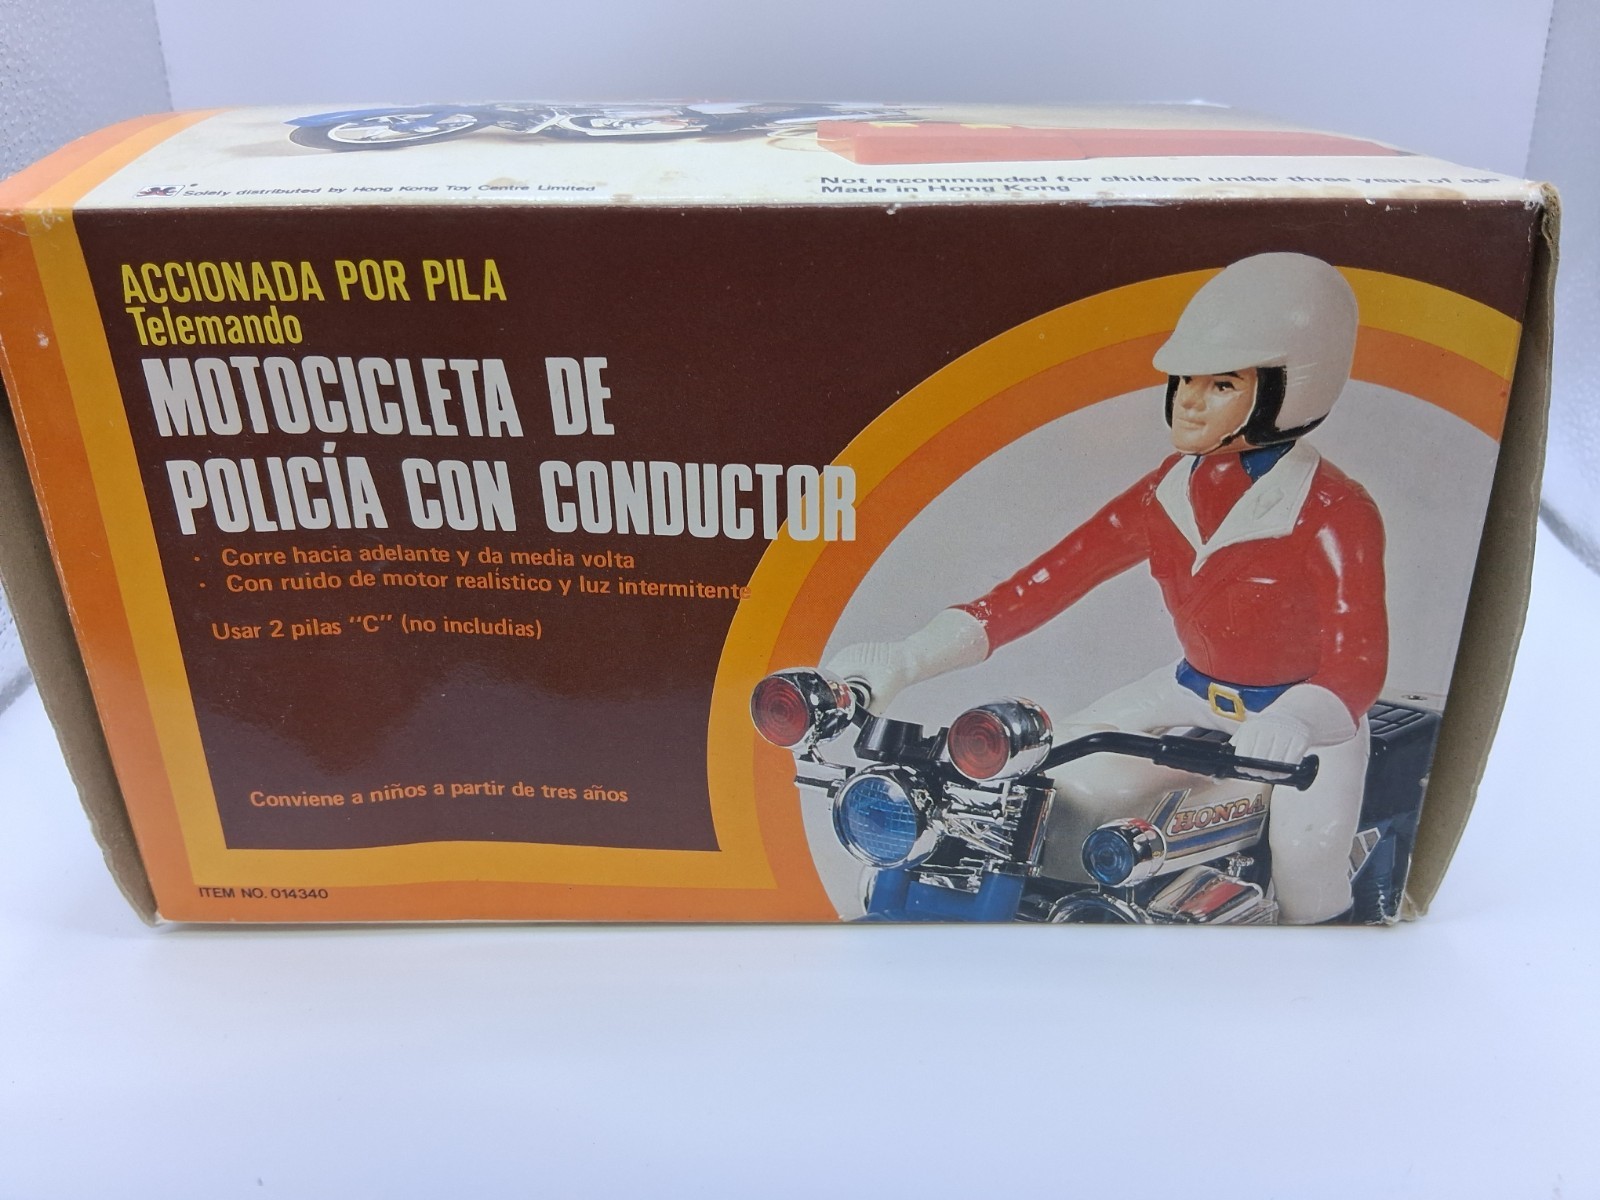 Solely distributed by Hong Kong Toy Centre Limited
Not recommanded for children under three years of age
Made in Hong Kong
ACCIONADA POR PILA
Telemando
MOTOCICLETA DE
POLICÍA CON CONDUCTOR
· Corre hacia adelante y da media volta
· Con ruido de motor realístico y luz intermitente
Usar 2 pilas "C" (no includias)
Conviene a niños a partir de tres años
ITEM NO. 014340
HONDA